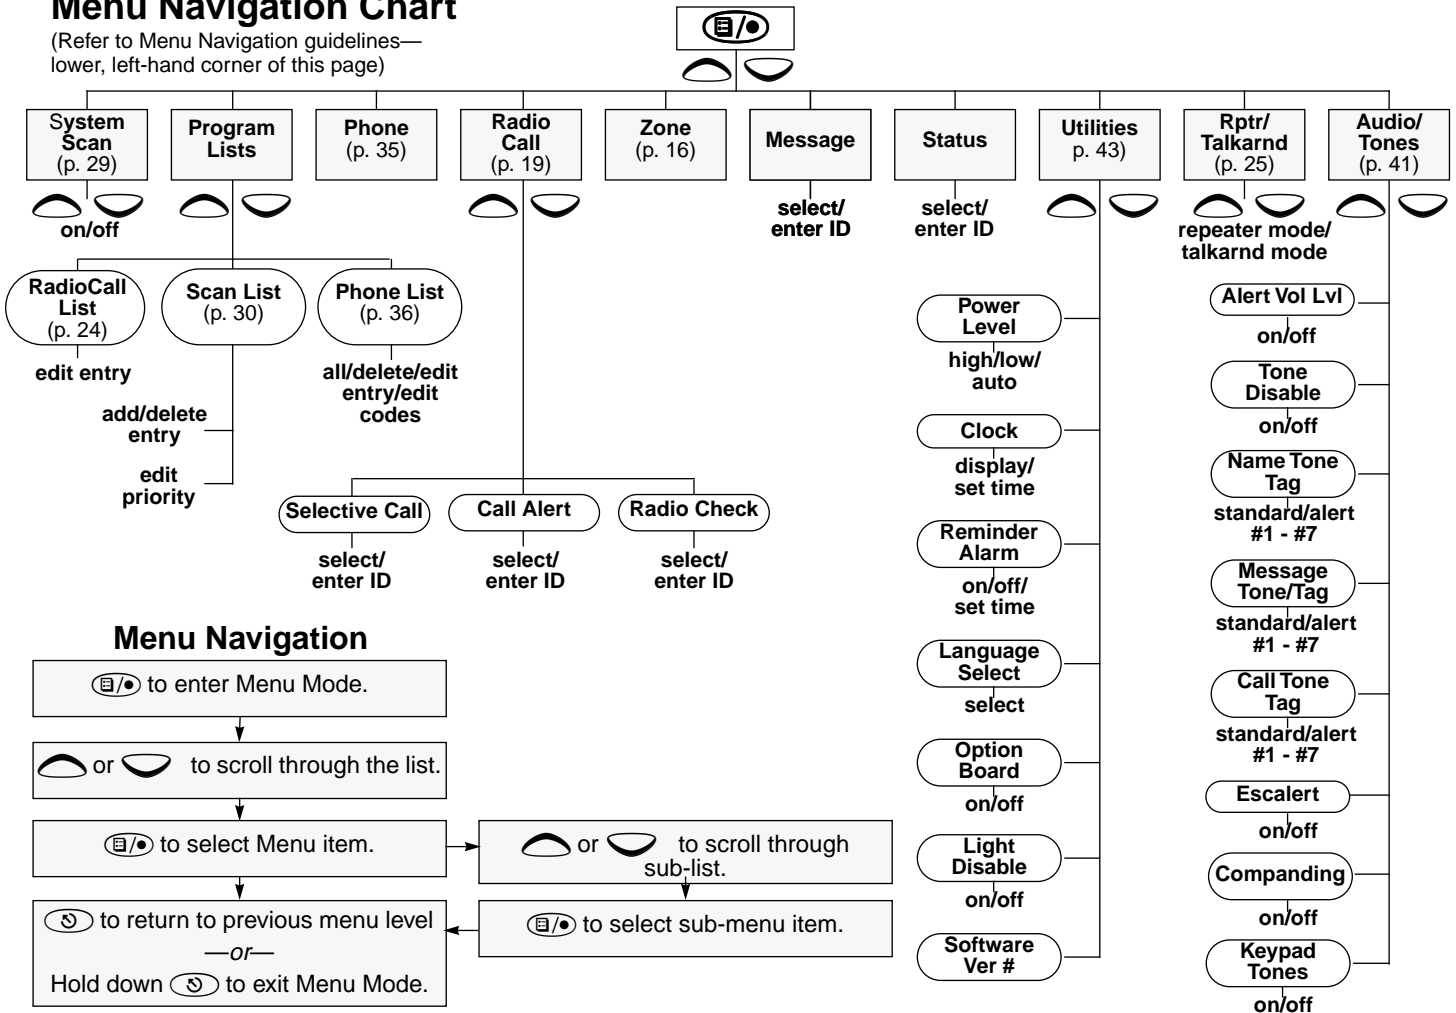 Menu Navigation Chart
(Refer to Menu Navigation guidelines—
lower, left-hand corner of this page)
System
Scan
(p. 29)
on/off
Program
Lists
Phone
(p. 35)
Radio
Call
(p. 19)
Zone
(p. 16)
Message
select/
enter ID
Status
select/
enter ID
Utilities
p. 43)
Rptr/
Talkarnd
(p. 25)
repeater mode/
talkarnd mode
Audio/
Tones
(p. 41)
RadioCall
List
(p. 24)
edit entry
Scan List
(p. 30)
add/delete
entry
edit
priority
Phone List
(p. 36)
all/delete/edit
entry/edit
codes
Selective Call
select/
enter ID
Call Alert
select/
enter ID
Radio Check
select/
enter ID
Power
Level
high/low/
auto
Clock
display/
set time
Reminder
Alarm
on/off/
set time
Language
Select
select
Option
Board
on/off
Light
Disable
on/off
Software
Ver #
Alert Vol Lvl
on/off
Tone
Disable
on/off
Name Tone
Tag
standard/alert
#1 - #7
Message
Tone/Tag
standard/alert
#1 - #7
Call Tone
Tag
standard/alert
#1 - #7
Escalert
on/off
Companding
on/off
Keypad
Tones
on/off
Menu Navigation
to enter Menu Mode.
or to scroll through the list.
to select Menu item.
or to scroll through
sub-list.
to select sub-menu item.
to return to previous menu level
—or—
Hold down to exit Menu Mode.